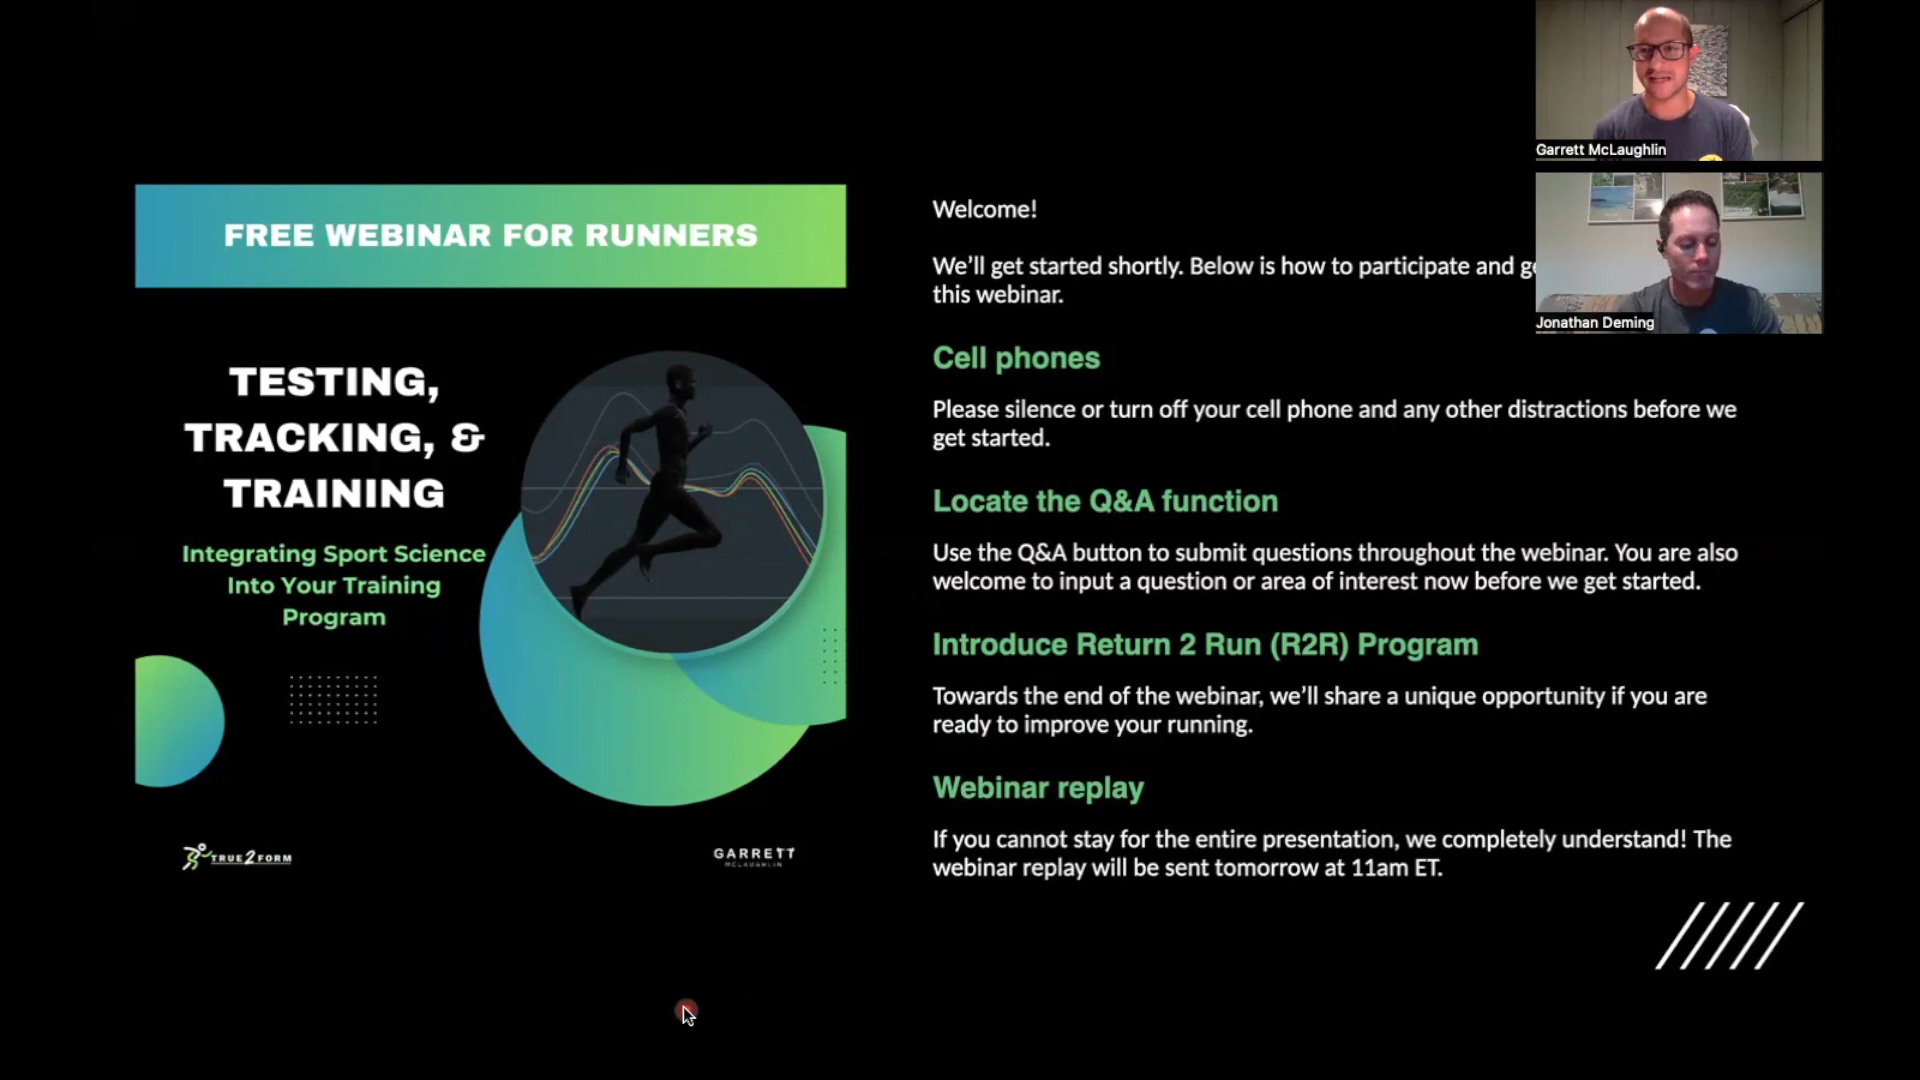 Garrett McLaughlin
Jonathan Deming
FREE WEBINAR FOR RUNNERS
TESTING,
TRACKING, &
TRAINING
Integrating Sport Science
Into Your Training
Program
TRUE2FORM
GARRETT
MCLAUGHLIN
Welcome!
We’ll get started shortly. Below is how to participate and
this webinar.
Cell phones
Please silence or turn off your cell phone and any other distractions before we
get started.
Locate the Q&A function
Use the Q&A button to submit questions throughout the webinar. You are also
welcome to input a question or area of interest now before we get started.
Introduce Return 2 Run (R2R) Program
Towards the end of the webinar, we’ll share a unique opportunity if you are
ready to improve your running.
Webinar replay
If you cannot stay for the entire presentation, we completely understand! The
webinar replay will be sent tomorrow at 11am ET.